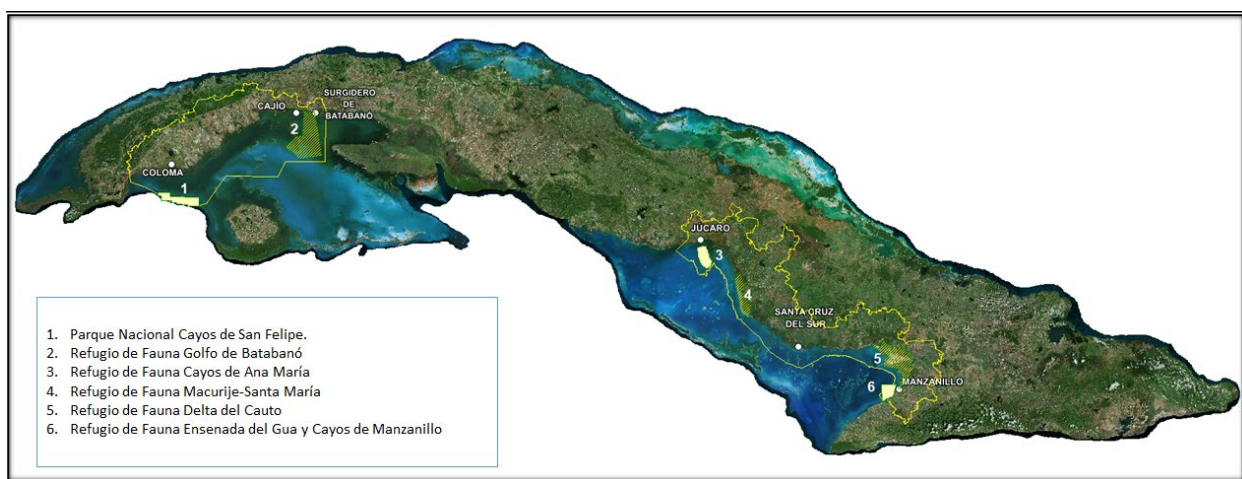 CAJÍO
SURGIDERO
DE
BATABANÓ
2
COLOMA
1
JUCARO
3
4
SANTA CRUZ
DEL SUR
5
6
MANZANILLO
1. Parque Nacional Cayos de San Felipe.
2. Refugio de Fauna Golfo de Batabanó
3. Refugio de Fauna Cayos de Ana María
4. Refugio de Fauna Macurije-Santa María
5. Refugio de Fauna Delta del Cauto
6. Refugio de Fauna Ensenada del Gua y Cayos de Manzanillo